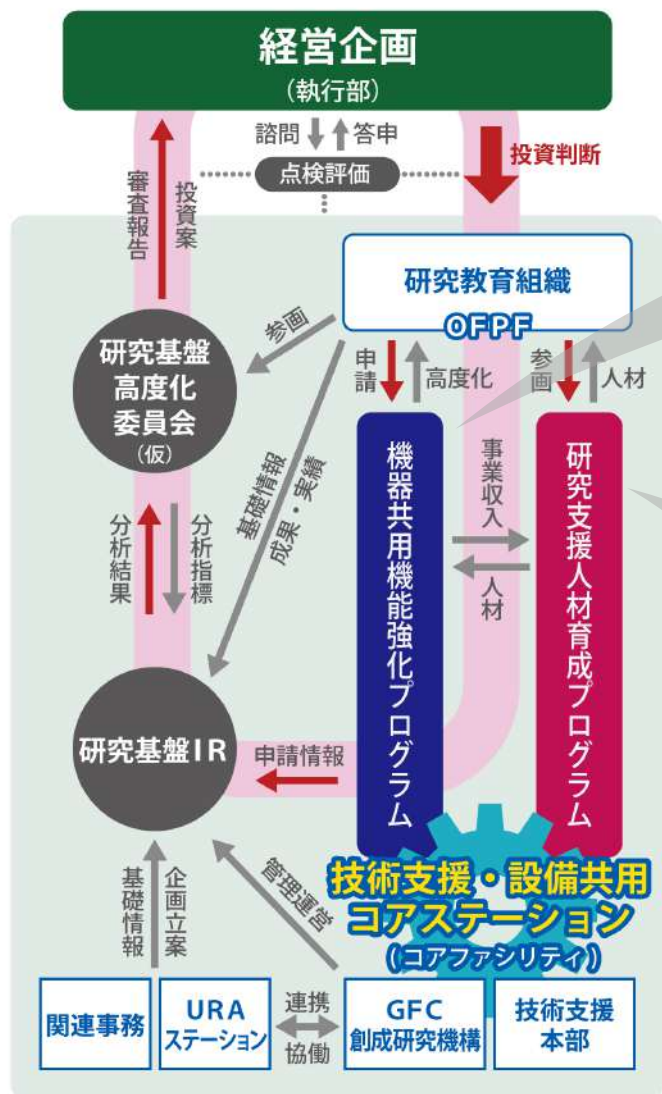 経営企画
(執行部)
諮問
答申
点検評価
投資判断
審査報告
投資案
研究教育組織
OFPF
参画
申請
高度化
参画
人材
研究基盤
高度化
委員会
(仮)
基礎情報
成果・実績
機器共用機能強化プログラム
事業収入
人材
研究支援人材育成プログラム
分析結果
分析指標
研究基盤IR
申請情報
基礎情報
企画立案
管理運営
技術支援・設備共用
コアステーション
(コアファシリティ)
関連事務
URA
ステーション
連携
協働
GFC
創成研究機構
技術支援
本部